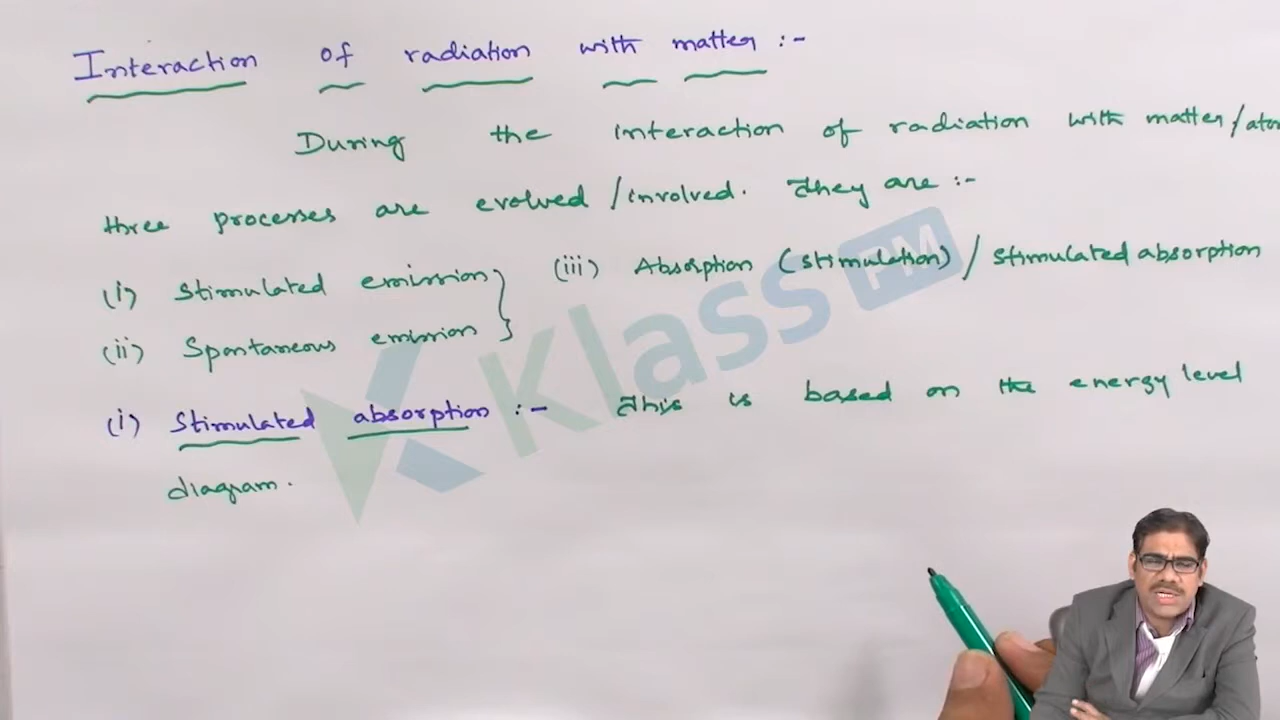 Interaction of radiation with matter :-
During the interaction of radiation with matter/atom
three processes are evolved /involved. They are :-
(i) Stimulated emission
(ii) Spontaneous emission
(iii) Absorption (stimulation) / stimulated absorption
(i) Stimulated absorption :- This is based on the energy level
diagram.
Klass PM